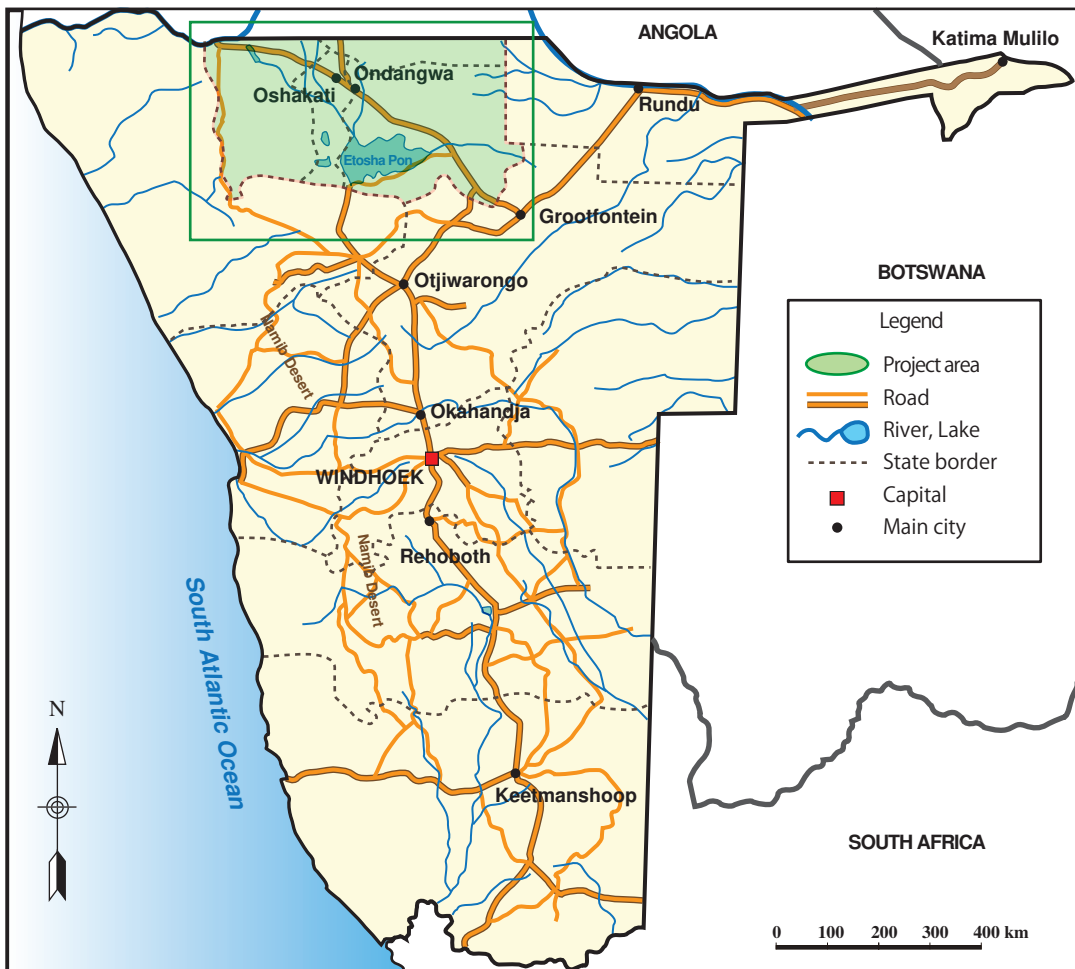 ANGOLA
Katima Mulilo
Ondangwa
Oshakati
Rundu
Etosha Pon
Grootfontein
BOTSWANA
Otjiwarongo
Namib Desert
Legend
Project area
Road
River, Lake
State border
Capital
Main city
Okahandja
WINDHOEK
Rehoboth
Namib Desert
South Atlantic Ocean
N
Keetmanshoop
SOUTH AFRICA
0 100 200 300 400 km